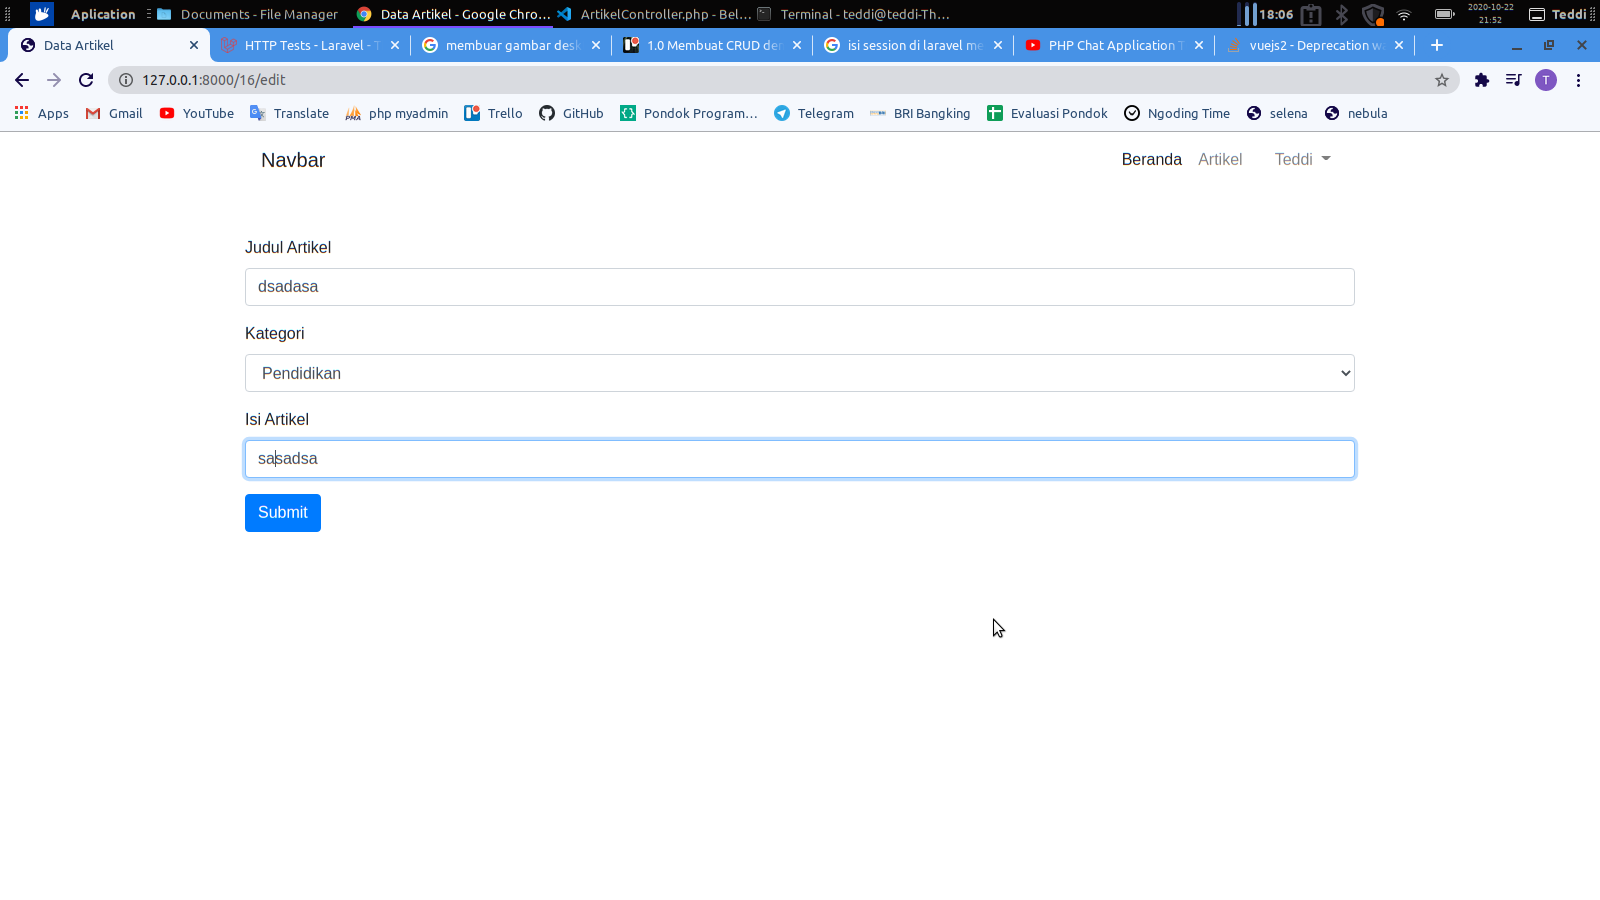 Aplication Documents - File Manager Data Artikel - Google Chro... ArtikelController.php - Bel... Terminal - teddi@teddi-Th... 18:06 2020-10-22 21:52 Teddi
Data Artikel HTTP Tests - Laravel - T membuar gambar desk 1.0 Membuat CRUD der isi session di laravel me PHP Chat Application T vuejs2 - Deprecation wa
127.0.0.1:8000/16/edit T
Apps Gmail YouTube Translate php myadmin Trello GitHub Pondok Program... Telegram BRI Bangking Evaluasi Pondok Ngoding Time selena nebula
Navbar Beranda Artikel Teddi
Judul Artikel
dsadasa
Kategori
Pendidikan
Isi Artikel
sasadsa
Submit